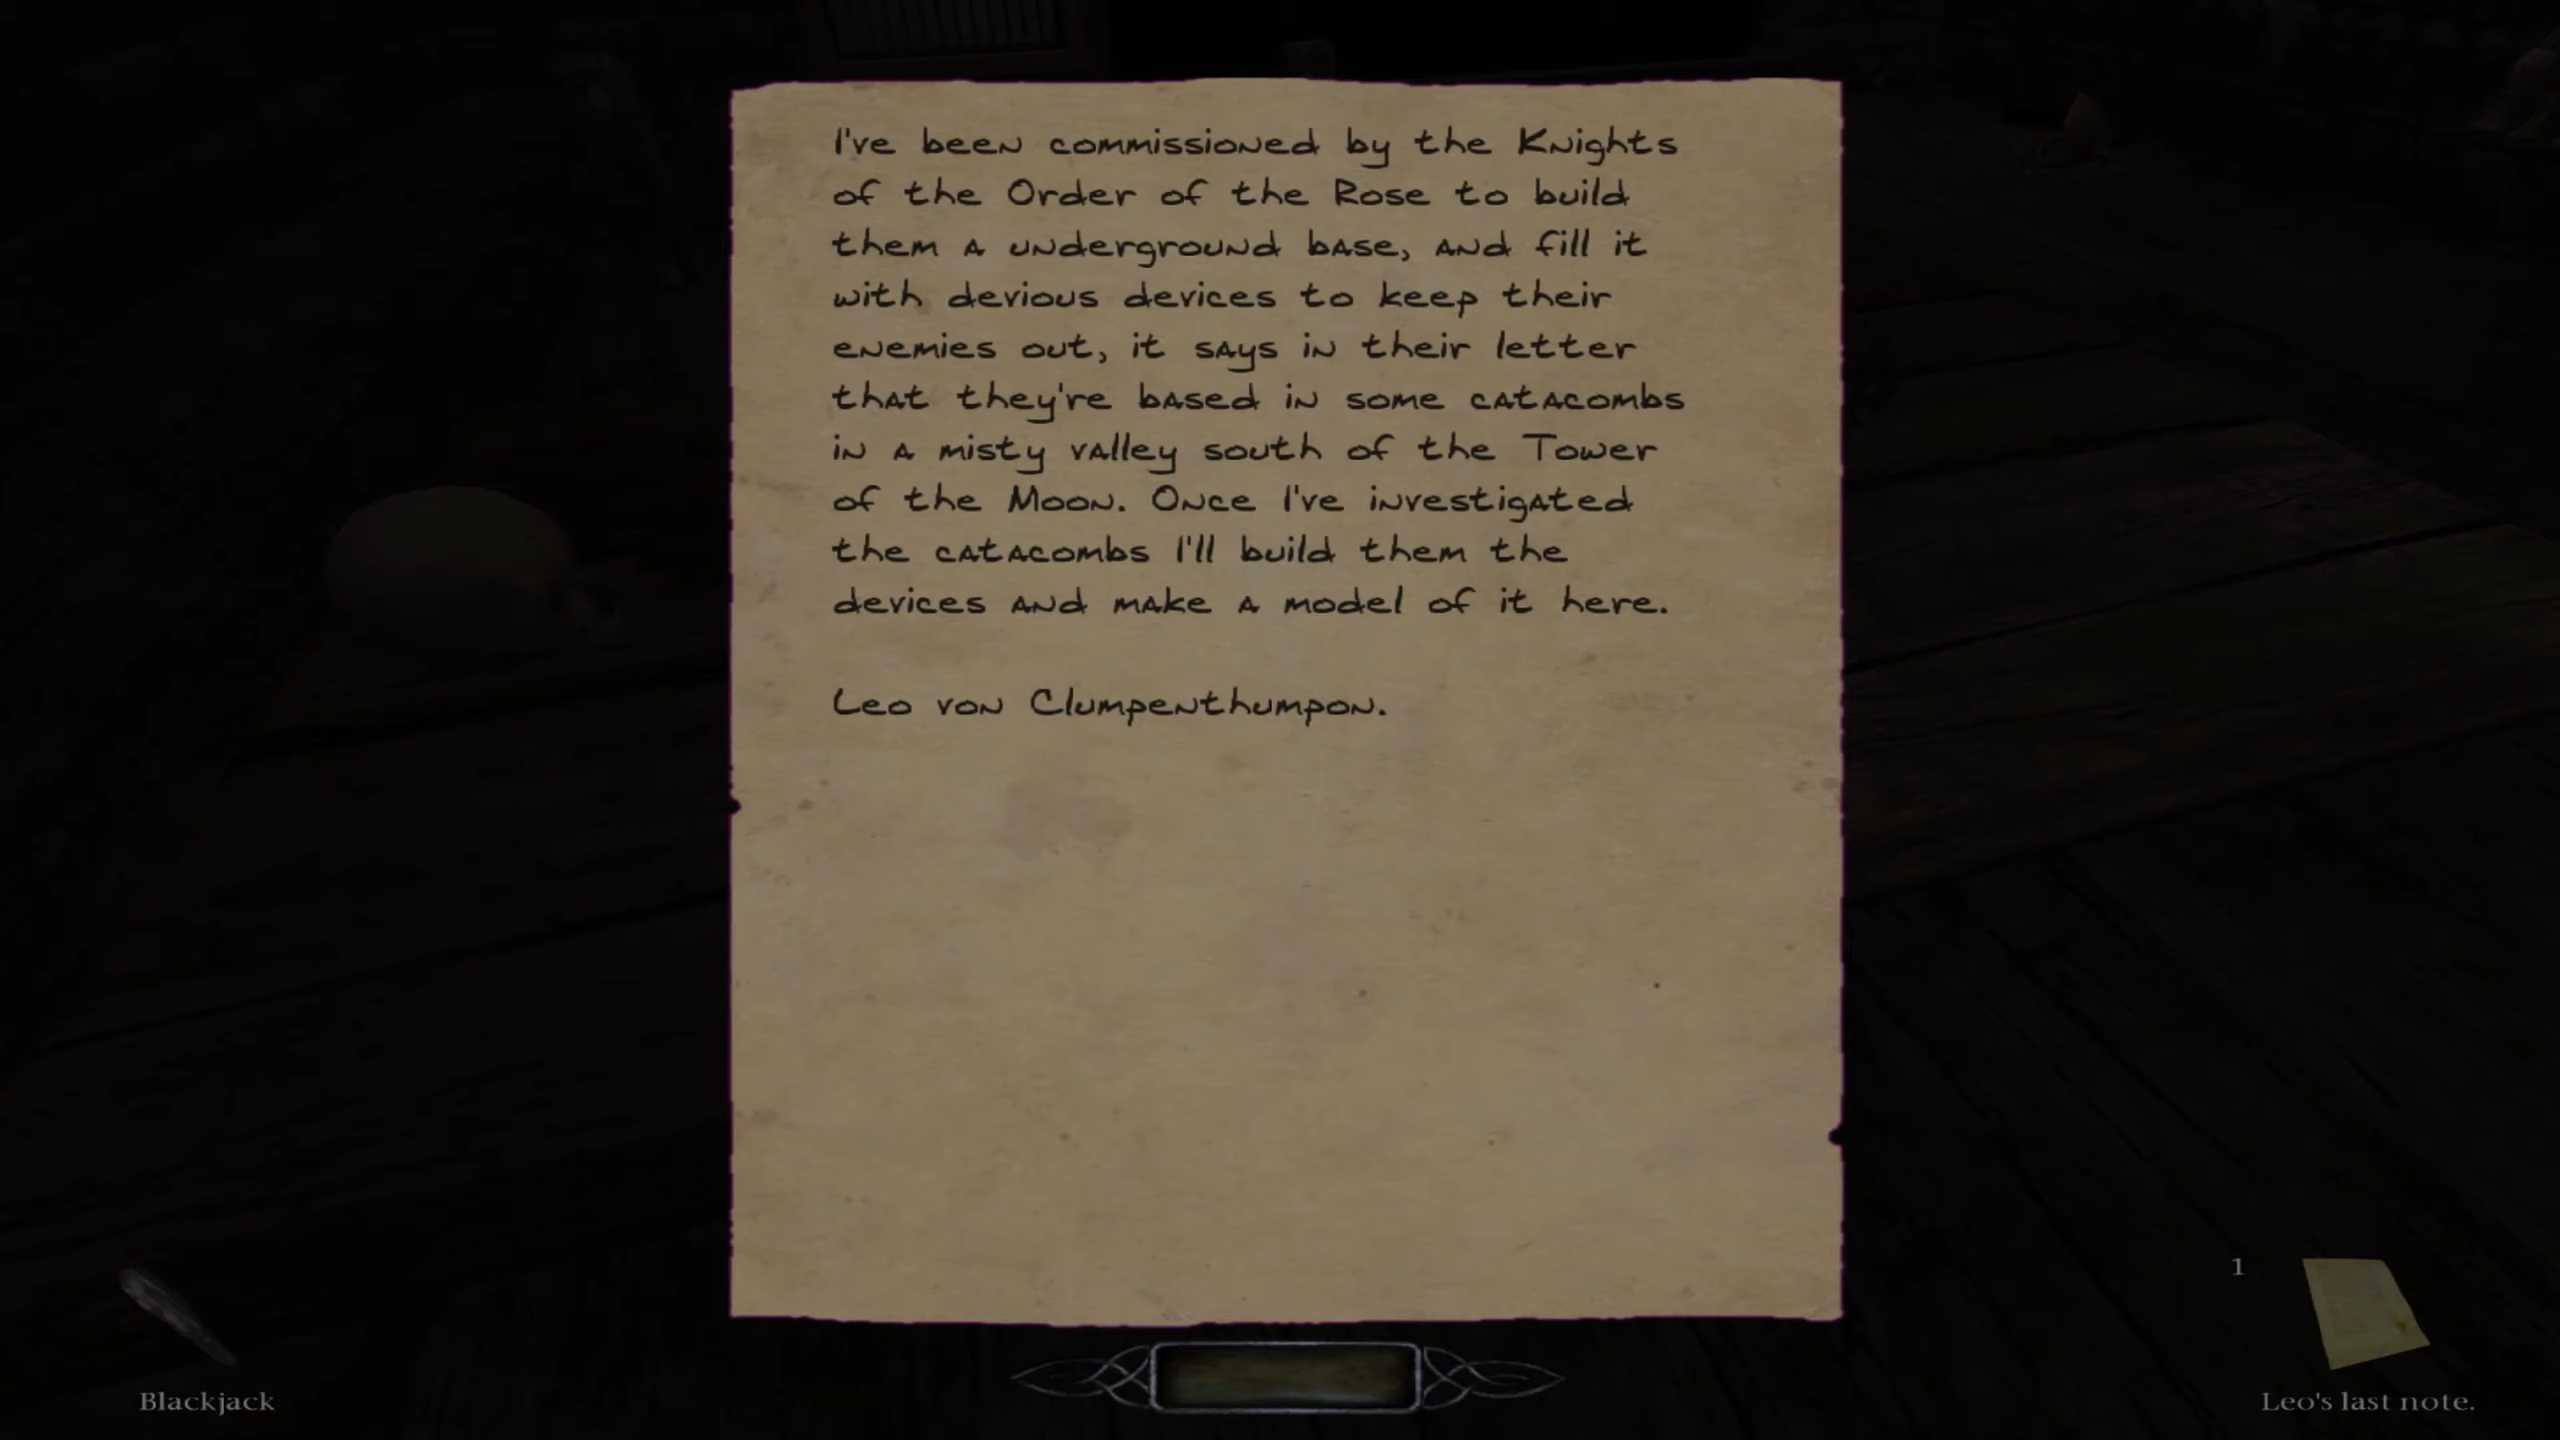 I've been commissioned by the Knights
of the Order of the Rose to build
them a underground base, and fill it
with devious devices to keep their
enemies out, it says in their letter
that they're based in some catacombs
in a misty valley south of the Tower
of the Moon. Once I've investigated
the catacombs I'll build them the
devices and make a model of it here.
Leo von Clumpenthumpon.
1
Blackjack
Leo's last note.